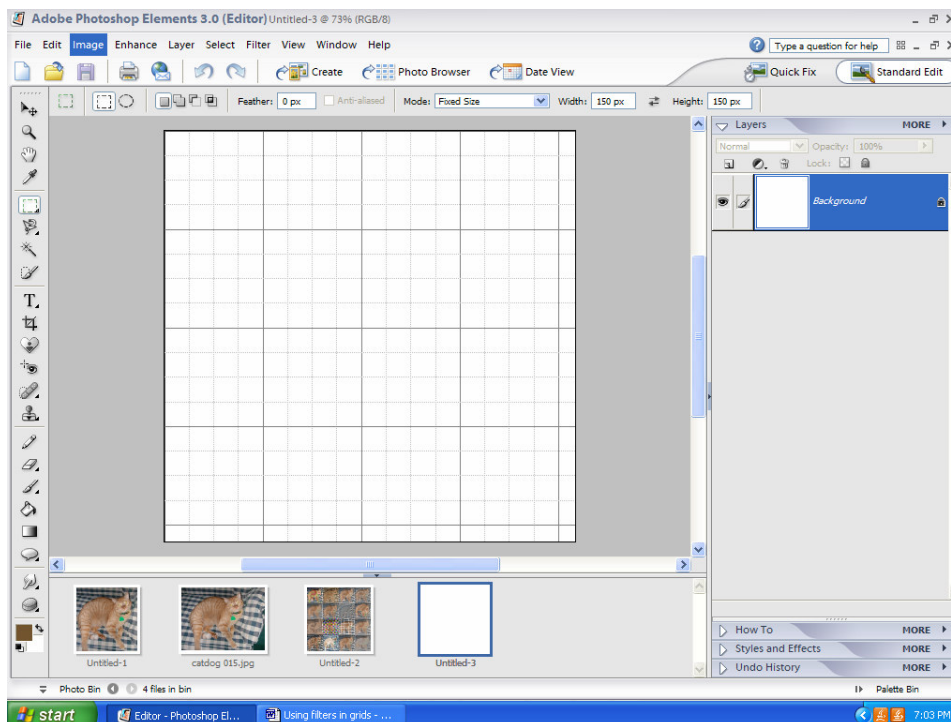 Adobe Photoshop Elements 3.0 (Editor) Untitled-3 @ 73% (RGB/8)
File Edit Image Enhance Layer Select Filter View Window Help
Type a question for help
Create Photo Browser Date View Quick Fix Standard Edit
Feather: 0 px Anti-aliased Mode: Fixed Size Width: 150 px Height: 150 px
Layers MORE
Normal Opacity: 100%
Lock:
Background
Untitled-1 catdog 015.jpg Untitled-2 Untitled-3
How To MORE
Styles and Effects MORE
Undo History MORE
Photo Bin 4 files in bin Palette Bin
start Editor - Photoshop El... Using filters in grids - ... 7:03 PM